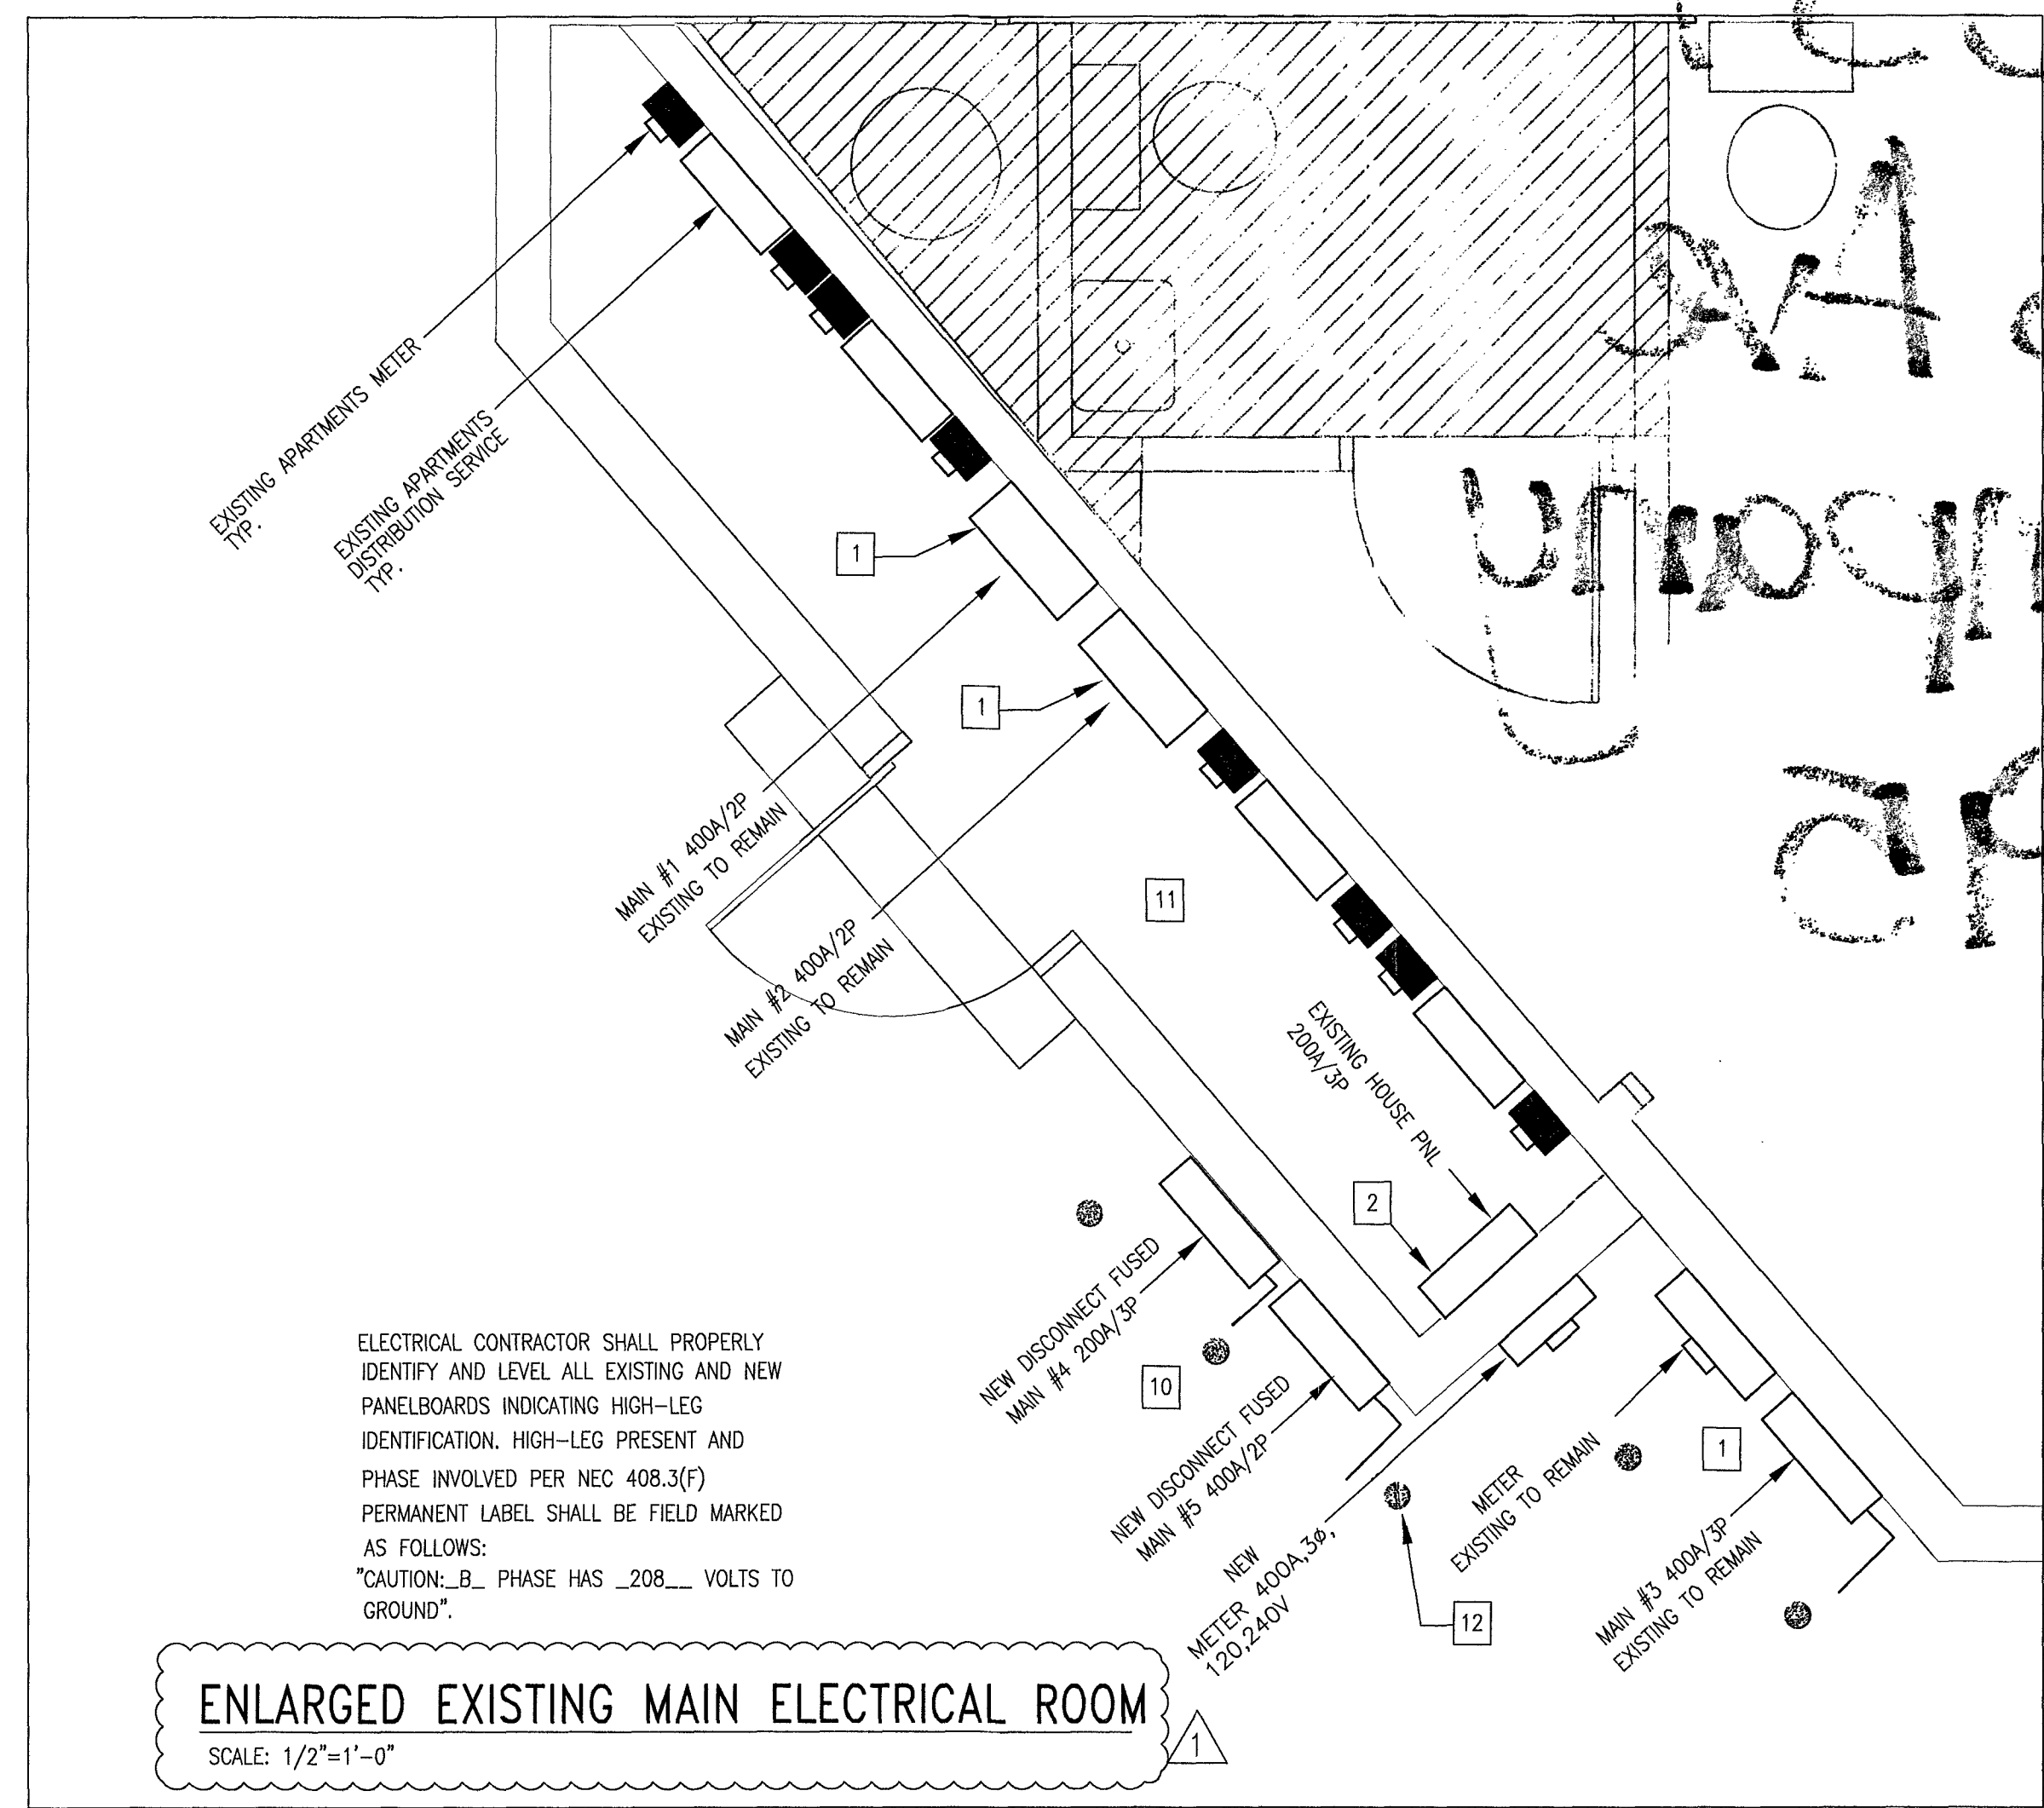 EXISTING APARTMENTS METER
TYP.
EXISTING APARTMENTS
DISTRIBUTION SERVICE
TYP.
1
1
MAIN #1 400A/2P
EXISTING TO REMAIN
MAIN #2 400A/2P
EXISTING TO REMAIN
11
EXISTING HOUSE PNL
200A/3P
2
NEW DISCONNECT FUSED
MAIN #4 200A/3P
10
NEW DISCONNECT FUSED
MAIN #5 400A/2P
NEW
METER 400A,3ø,
120,240V
12
METER
EXISTING TO REMAIN
1
MAIN #3 400A/3P
EXISTING TO REMAIN
ELECTRICAL CONTRACTOR SHALL PROPERLY
IDENTIFY AND LEVEL ALL EXISTING AND NEW
PANELBOARDS INDICATING HIGH-LEG
IDENTIFICATION. HIGH-LEG PRESENT AND
PHASE INVOLVED PER NEC 408.3(F)
PERMANENT LABEL SHALL BE FIELD MARKED
AS FOLLOWS:
"CAUTION:_B_ PHASE HAS _208__ VOLTS TO
GROUND".
ENLARGED EXISTING MAIN ELECTRICAL ROOM
SCALE: 1/2"=1'-0"
1